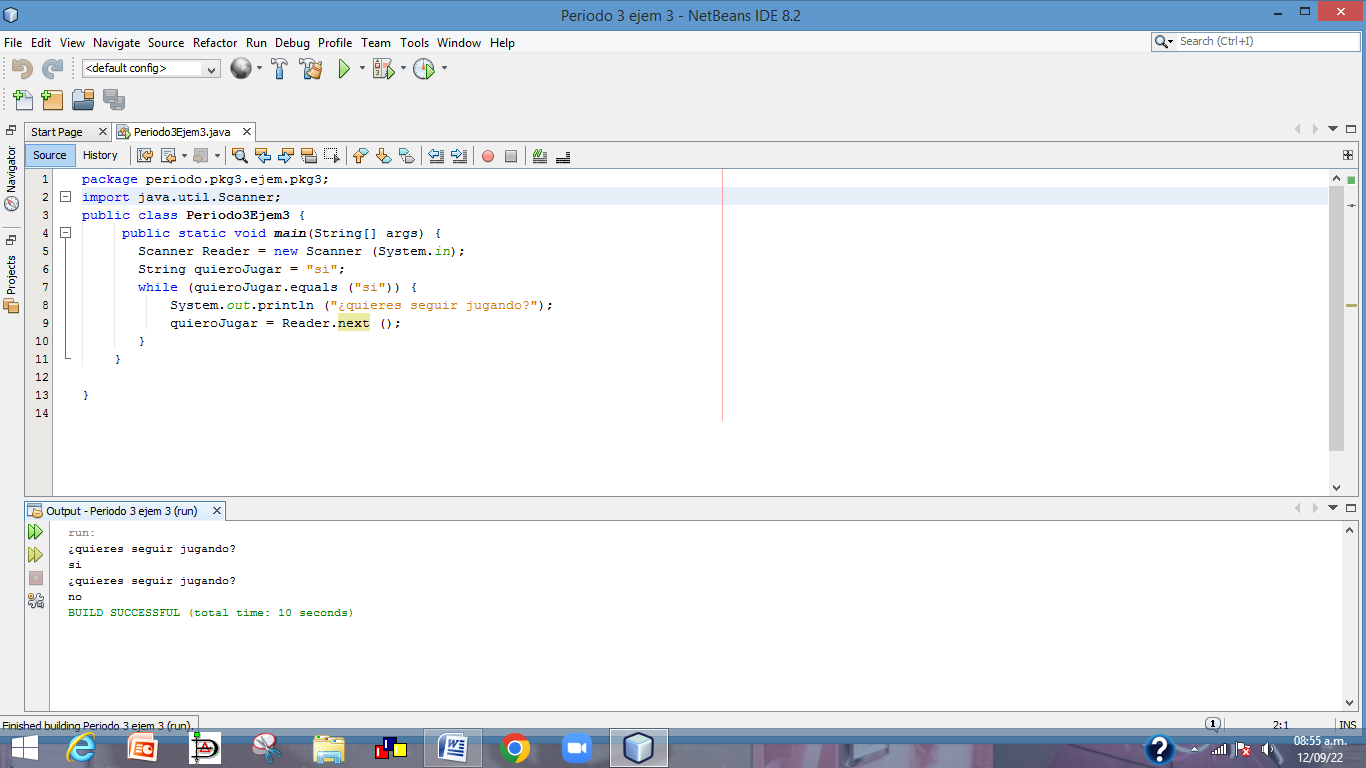 Periodo 3 ejem 3 - NetBeans IDE 8.2
File Edit View Navigate Source Refactor Run Debug Profile Team Tools Window Help
Search (Ctrl+I)
<default config>
Start Page
Periodo3Ejem3.java
Source History
Navigator
Projects
1 package periodo.pkg3.ejem.pkg3;
2 import java.util.Scanner;
3 public class Periodo3Ejem3 {
4 public static void main(String[] args) {
5 Scanner Reader = new Scanner (System.in);
6 String quieroJugar = "si";
7 while (quieroJugar.equals ("si")) {
8 System.out.println ("¿quieres seguir jugando?");
9 quieroJugar = Reader.next ();
10 }
11 }
12
13 }
14
Output - Periodo 3 ejem 3 (run)
run:
¿quieres seguir jugando?
si
¿quieres seguir jugando?
no
BUILD SUCCESSFUL (total time: 10 seconds)
Finished building Periodo 3 ejem 3 (run).
1
2:1
INS
08:55 a.m.
12/09/22